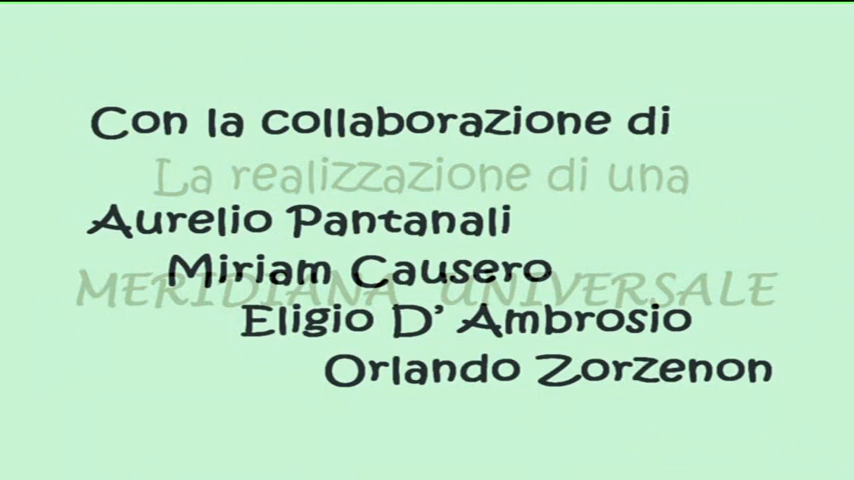 Con la collaborazione di
La realizzazione di una
Aurelio Pantanali
Miriam Causero
MERIDIANA UNIVERSALE
Eligio D' Ambrosio
Orlando Zorzenon